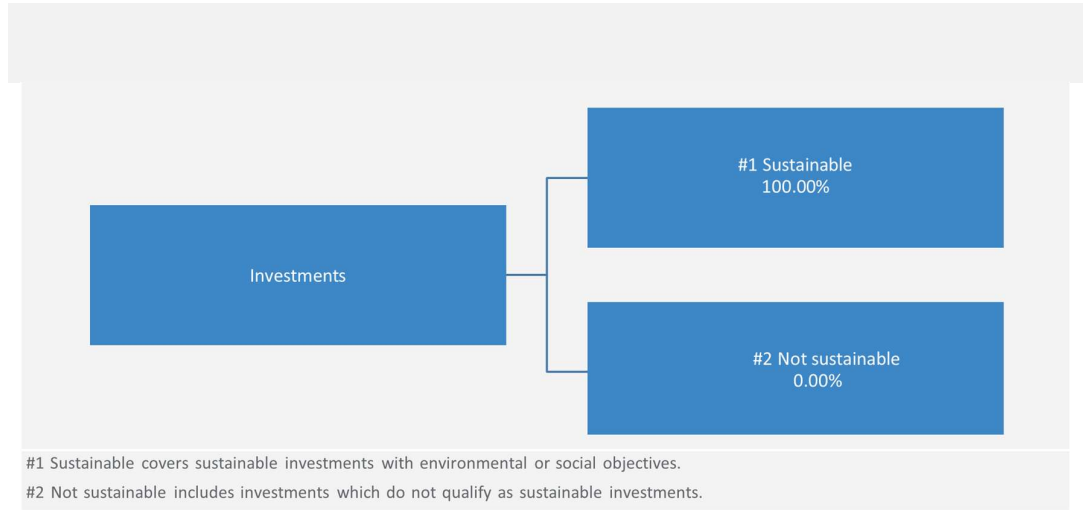 #1 Sustainable
100.00%
Investments
#2 Not sustainable
0.00%
#1 Sustainable covers sustainable investments with environmental or social objectives.
#2 Not sustainable includes investments which do not qualify as sustainable investments.